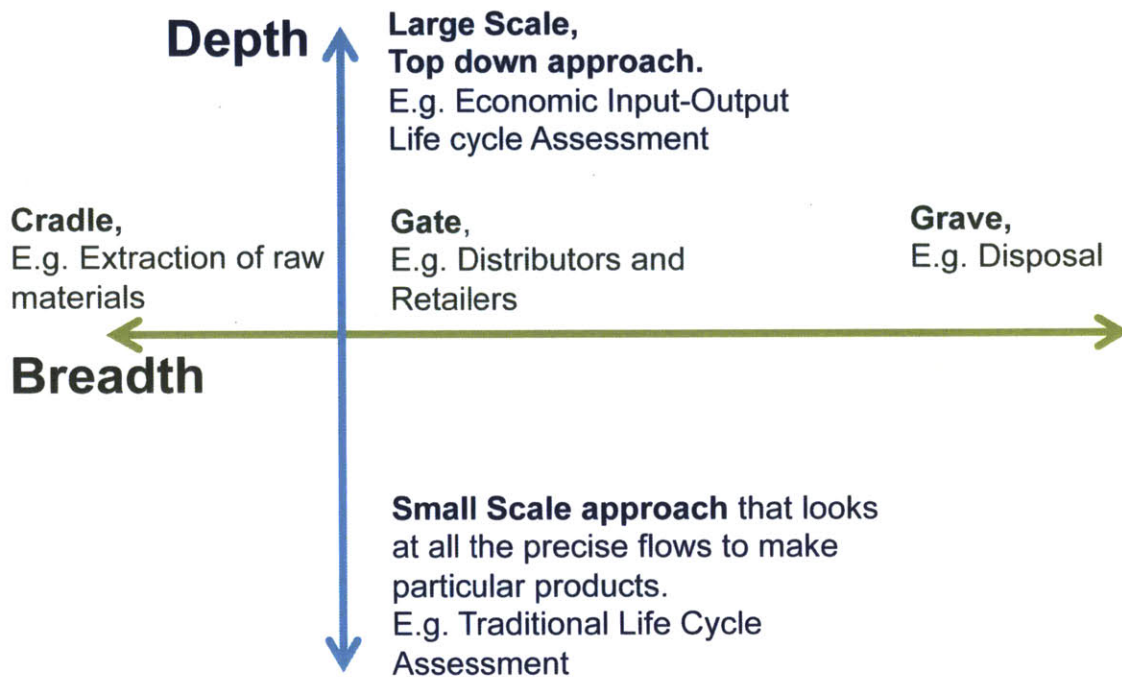 Depth
Large Scale,
Top down approach.
E.g. Economic Input-Output
Life cycle Assessment
Cradle,
E.g. Extraction of raw
materials
Gate,
E.g. Distributors and
Retailers
Grave,
E.g. Disposal
Breadth
Small Scale approach that looks
at all the precise flows to make
particular products.
E.g. Traditional Life Cycle
Assessment